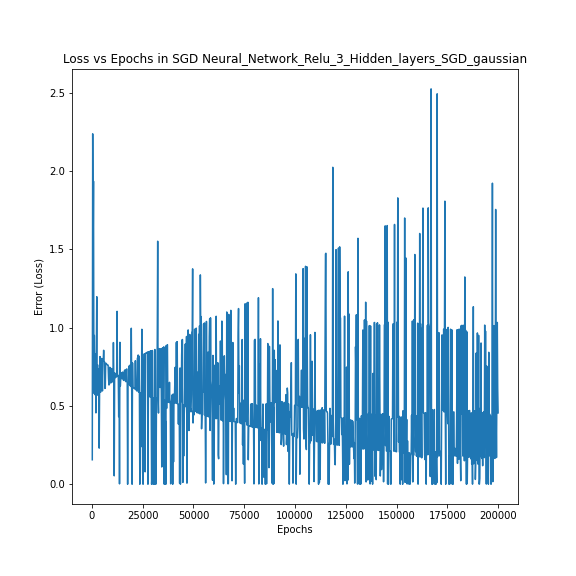 Loss vs Epochs in SGD Neural_Network_Relu_3_Hidden_layers_SGD_gaussian
2.5
2.0
1.5
1.0
0.5
0.0
Error (Loss)
0 25000 50000 75000 100000 125000 150000 175000 200000
Epochs